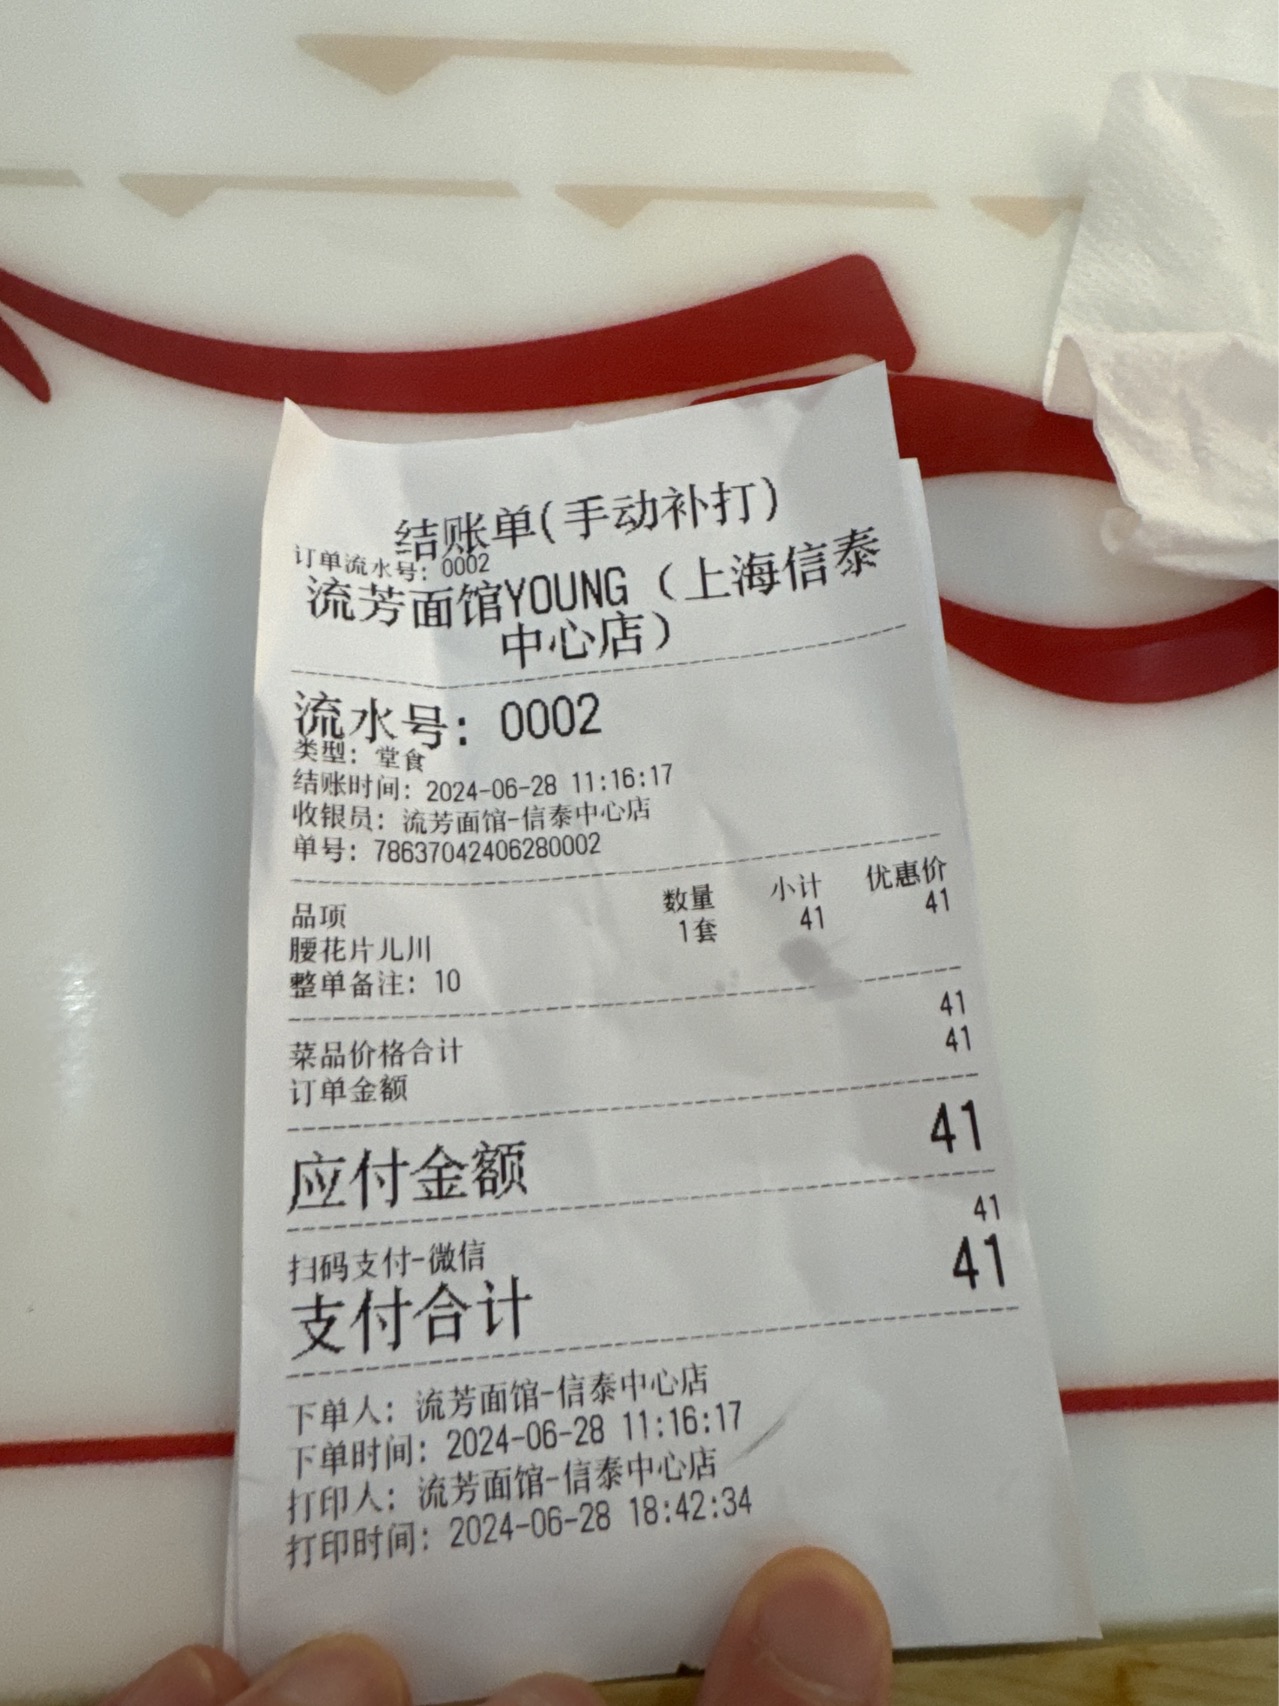 结账单(手动补打)
订单流水号: 0002
流芳面馆YOUNG（上海信泰
中心店）
流水号: 0002
类型: 堂食
结账时间: 2024-06-28 11:16:17
收银员: 流芳面馆-信泰中心店
单号: 78637042406280002
品项 数量 小计 优惠价
腰花片儿川 1套 41 41
整单备注: 10
菜品价格合计 41
订单金额 41
应付金额 41
扫码支付-微信 41
支付合计 41
下单人: 流芳面馆-信泰中心店
下单时间: 2024-06-28 11:16:17
打印人: 流芳面馆-信泰中心店
打印时间: 2024-06-28 18:42:34